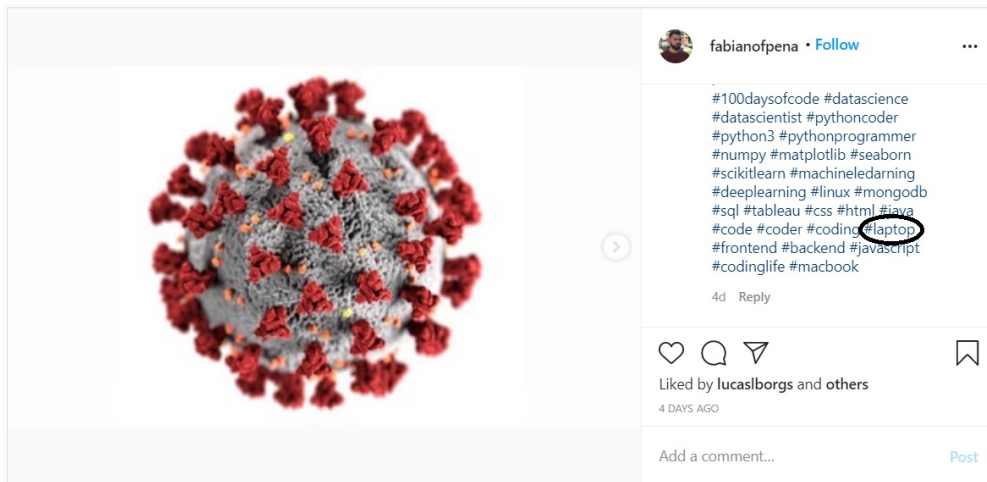 fabianofpena • Follow
#100daysofcode #datascience
#datascientist #pythoncoder
#python3 #pythonprogrammer
#numpy #matplotlib #seaborn
#scikitlearn #machineledarning
#deeplearning #linux #mongodb
#sql #tableau #css #html #java
#code #coder #coding #laptop
#frontend #backend #javascript
#codinglife #macbook
4d Reply
Liked by lucaslborgs and others
4 DAYS AGO
Add a comment... Post